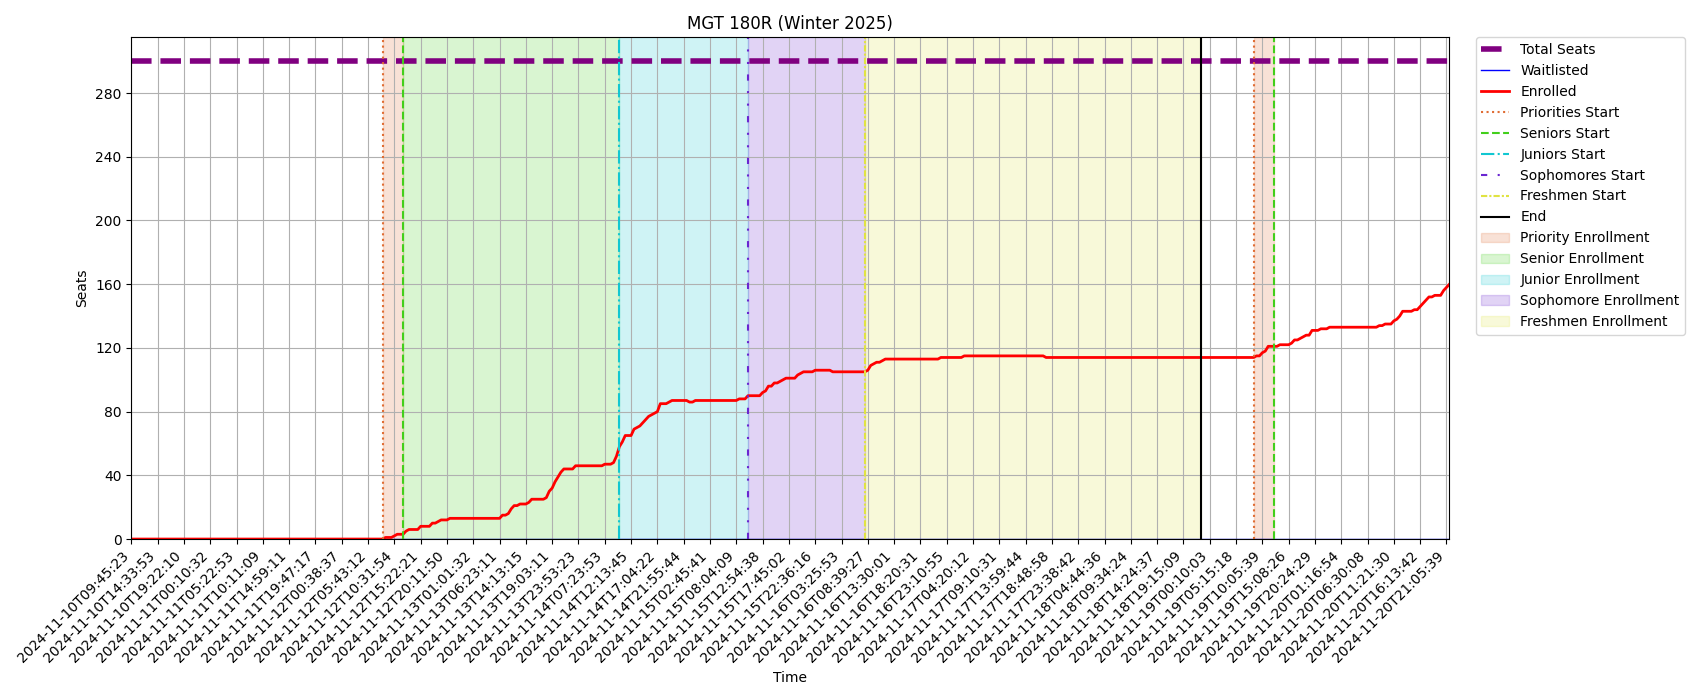 MGT 180R (Winter 2025)
Total Seats
Waitlisted
Enrolled
Priorities Start
Seniors Start
Juniors Start
Sophomores Start
Freshmen Start
End
Priority Enrollment
Senior Enrollment
Junior Enrollment
Sophomore Enrollment
Freshmen Enrollment
Seats
280
240
200
160
120
80
40
0
2024-11-10T09:45:23
2024-11-10T14:33:53
2024-11-10T19:22:10
2024-11-11T00:10:32
2024-11-11T05:22:53
2024-11-11T10:11:09
2024-11-11T14:59:11
2024-11-11T19:47:17
2024-11-12T00:38:37
2024-11-12T05:43:12
2024-11-12T10:31:54
2024-11-12T15:22:21
2024-11-12T20:11:50
2024-11-13T01:01:32
2024-11-13T06:23:11
2024-11-13T14:13:15
2024-11-13T19:03:11
2024-11-13T23:53:23
2024-11-14T07:23:53
2024-11-14T12:13:45
2024-11-14T17:04:22
2024-11-14T21:55:44
2024-11-15T02:45:41
2024-11-15T08:04:09
2024-11-15T12:54:38
2024-11-15T17:45:02
2024-11-15T22:36:16
2024-11-16T03:25:53
2024-11-16T08:39:27
2024-11-16T13:30:01
2024-11-16T18:20:31
2024-11-16T23:10:55
2024-11-17T04:20:12
2024-11-17T09:10:31
2024-11-17T13:59:44
2024-11-17T18:48:58
2024-11-17T23:38:42
2024-11-18T04:44:36
2024-11-18T09:34:24
2024-11-18T14:24:37
2024-11-18T19:15:09
2024-11-19T00:10:03
2024-11-19T05:15:18
2024-11-19T10:05:39
2024-11-19T15:08:26
2024-11-19T20:24:29
2024-11-20T01:16:54
2024-11-20T06:30:08
2024-11-20T11:21:30
2024-11-20T16:13:42
2024-11-20T21:05:39
Time